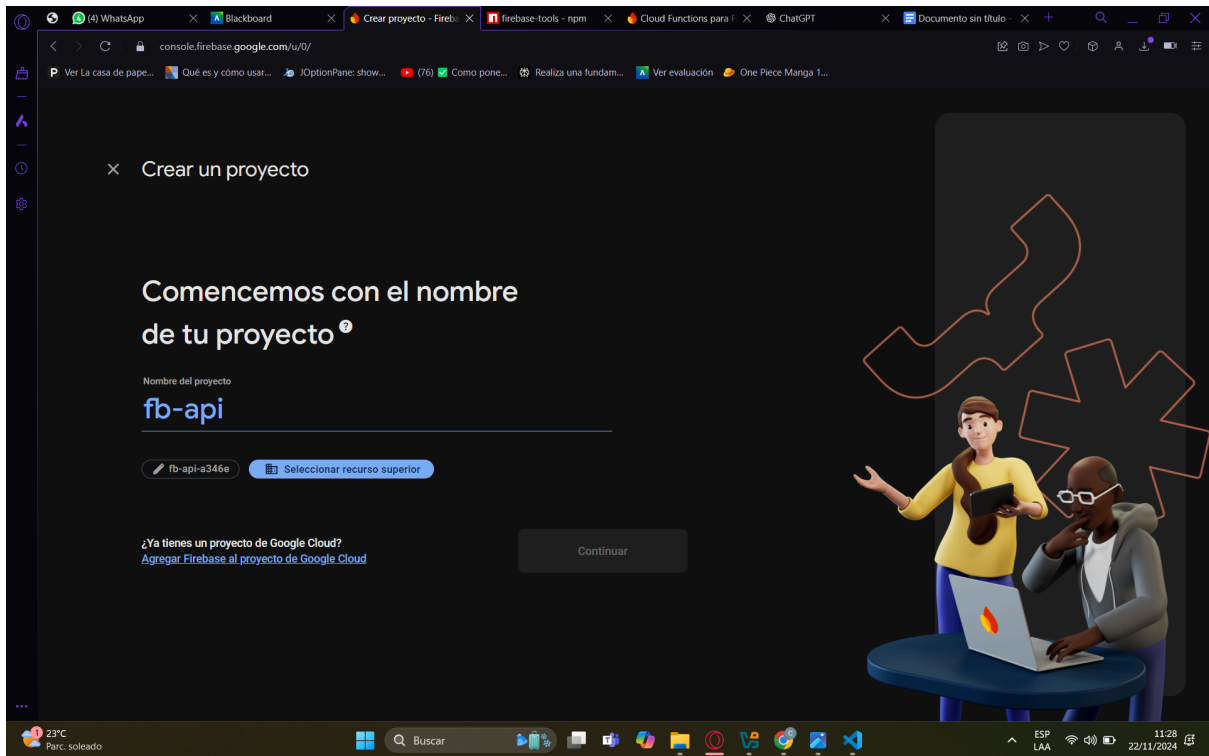 (4) WhatsApp
Blackboard
Crear proyecto - Fireba
firebase-tools - npm
Cloud Functions para F
ChatGPT
Documento sin título -
console.firebase.google.com/u/0/
Ver La casa de pape...
Qué es y cómo usar...
JOptionPane: show...
(76) ✅ Como pone...
Realiza una fundam...
Ver evaluación
One Piece Manga 1...
Crear un proyecto
Comencemos con el nombre
de tu proyecto
Nombre del proyecto
fb-api
fb-api-a346e
Seleccionar recurso superior
¿Ya tienes un proyecto de Google Cloud?
Agregar Firebase al proyecto de Google Cloud
Continuar
1
23°C
Parc. soleado
Buscar
ESP
LAA
11:28
22/11/2024